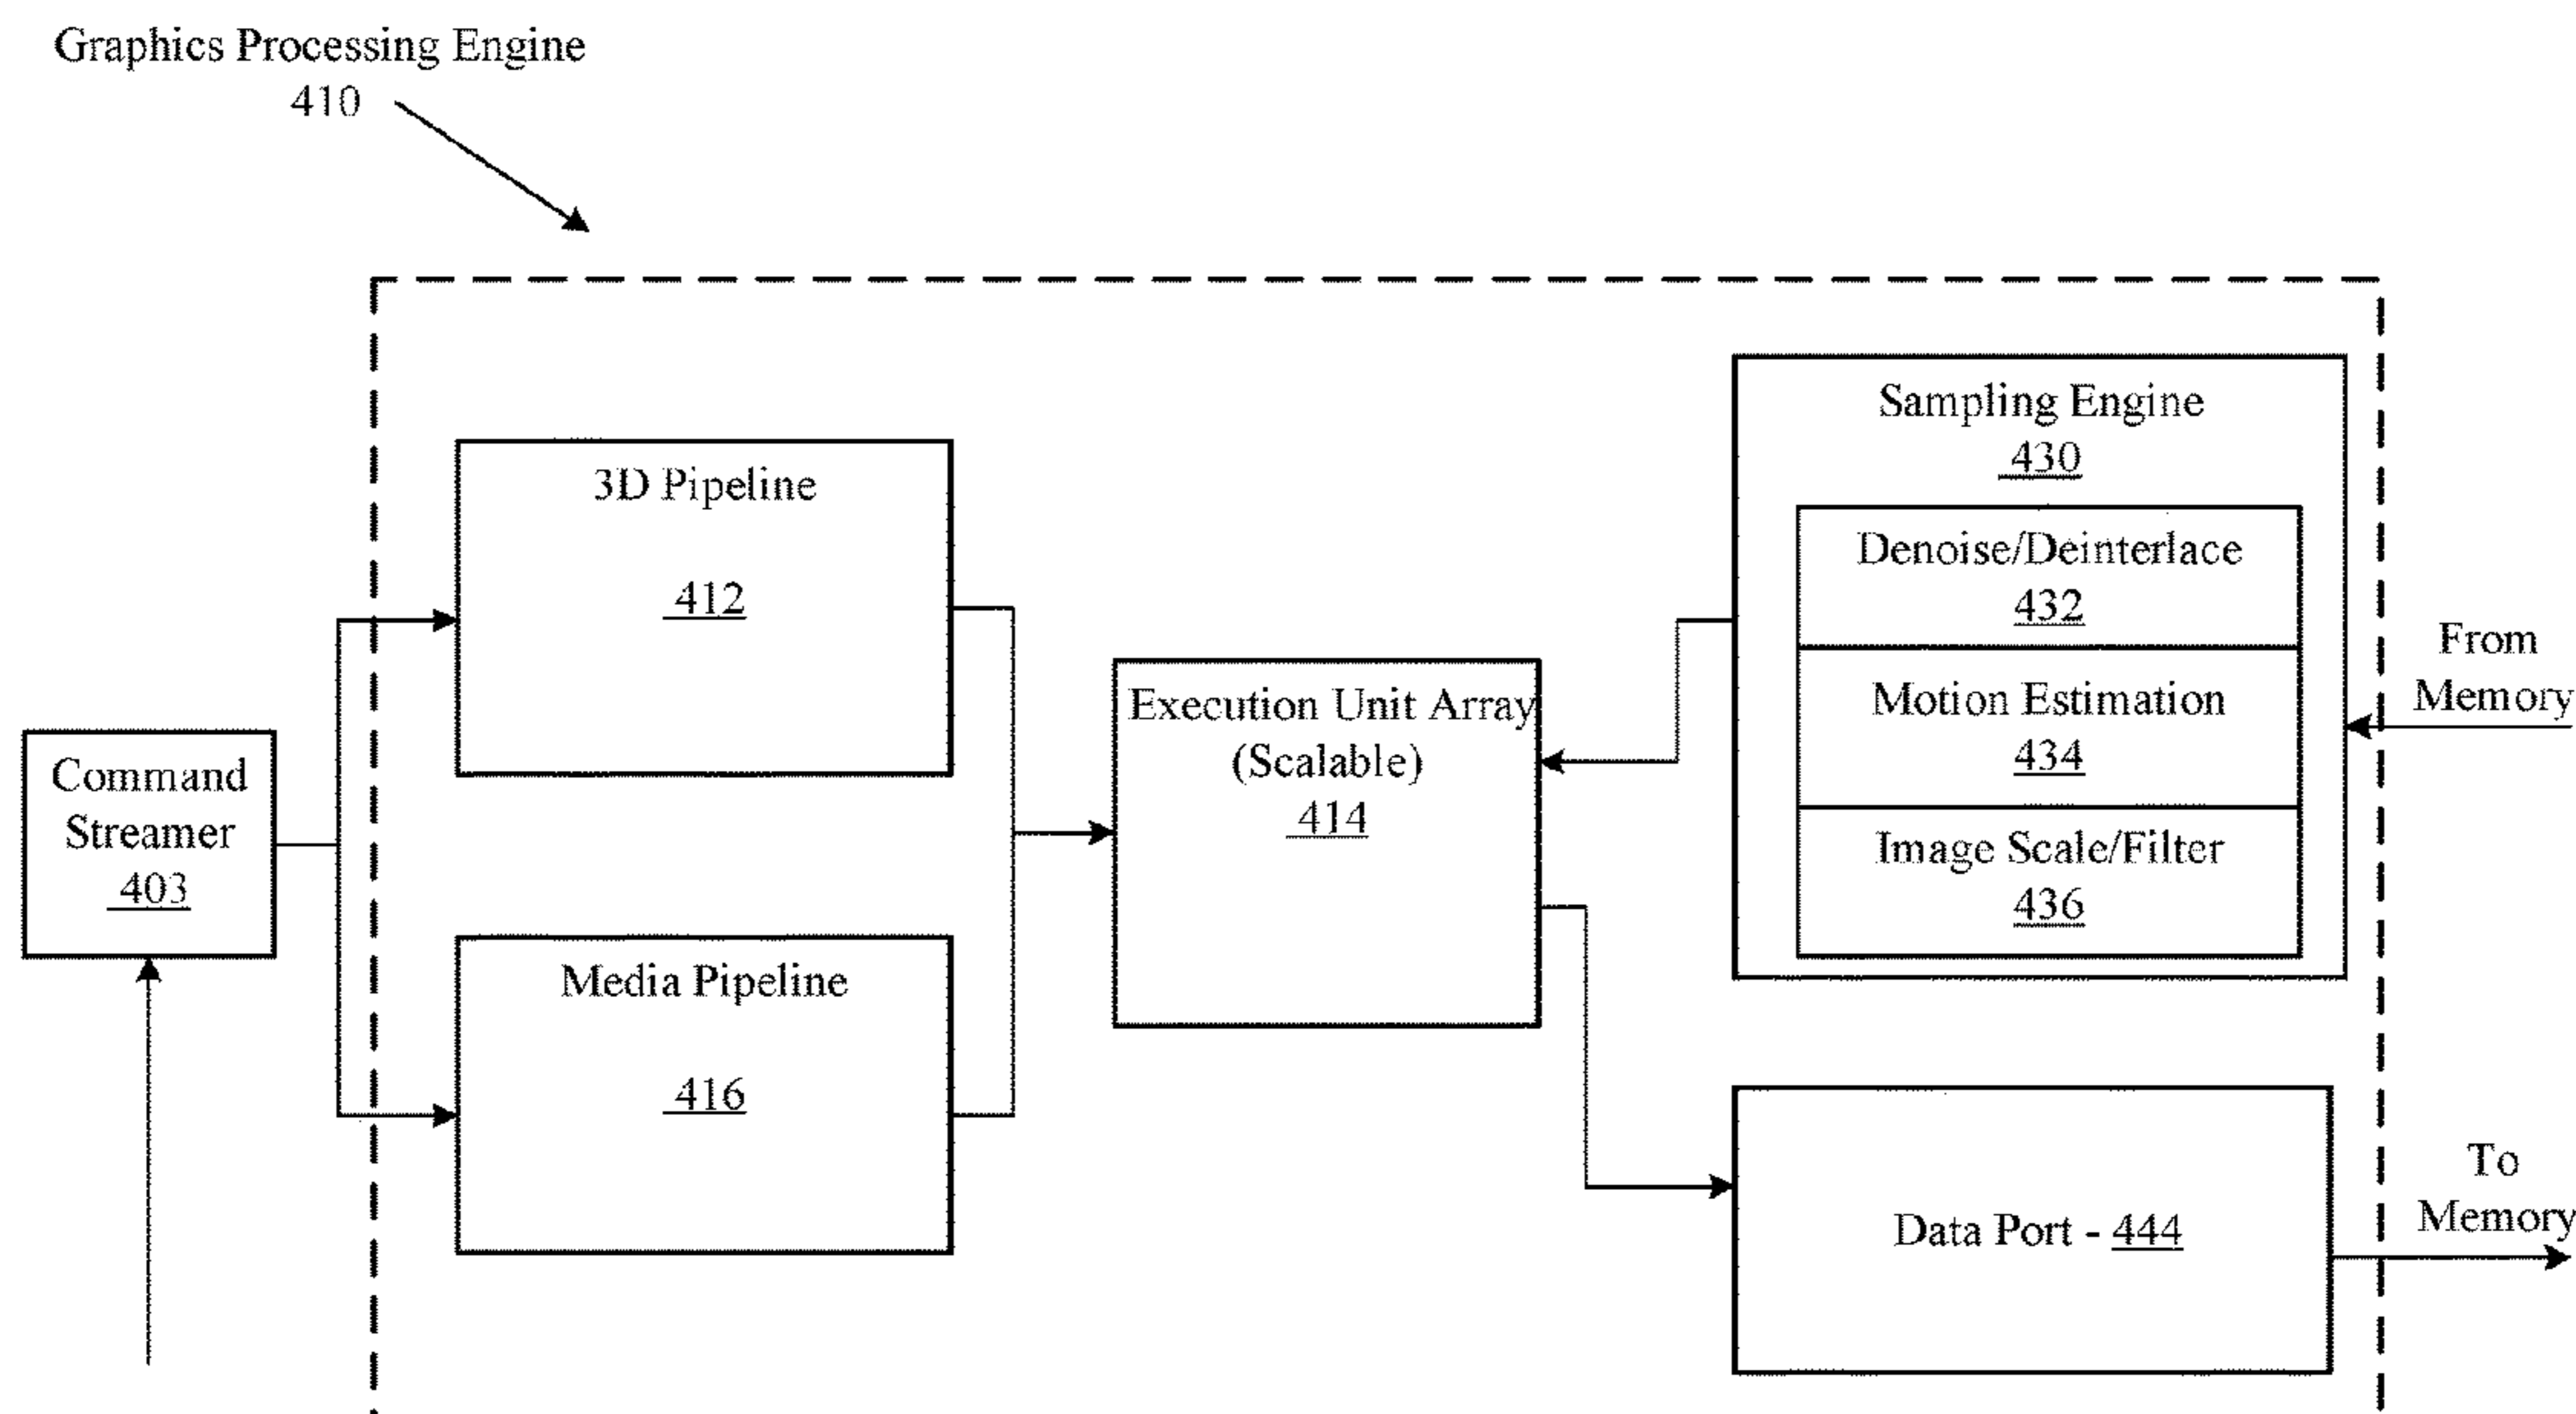 Graphics Processing Engine
410
Command
Streamer
403
3D Pipeline
412
Media Pipeline
416
Execution Unit Array
(Scalable)
414
Sampling Engine
430
Denoise/Deinterlace
432
Motion Estimation
434
Image Scale/Filter
436
From
Memory
Data Port - 444
To
Memory